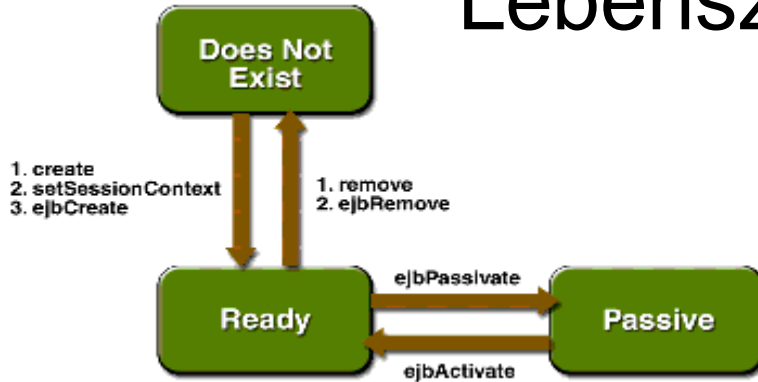 Does Not
Exist
1. create
2. setSessionContext
3. ejbCreate
1. remove
2. ejbRemove
Ready
ejbPassivate
Passive
ejbActivate